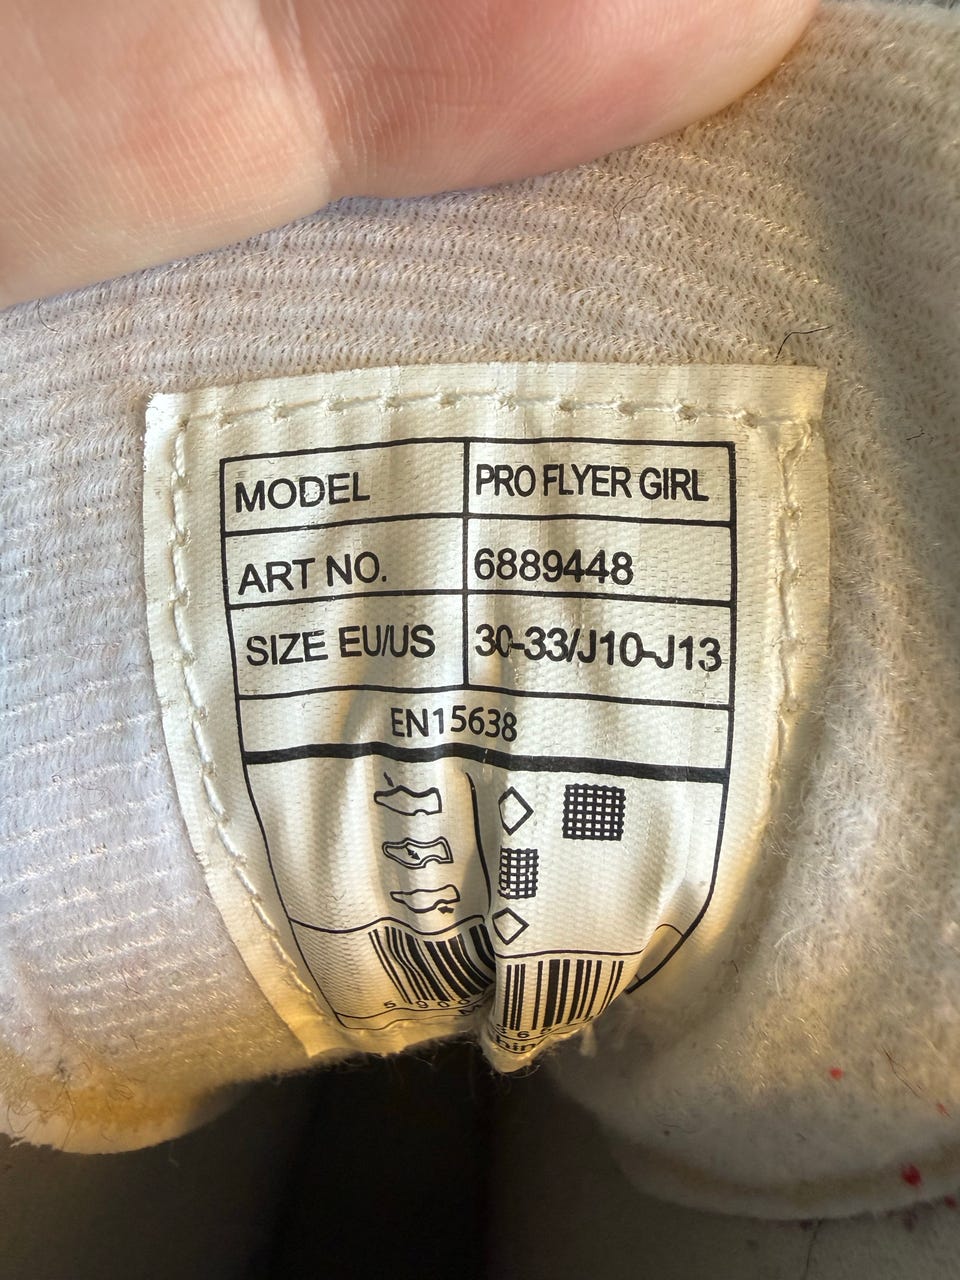 MODEL PRO FLYER GIRL
ART NO. 6889448
SIZE EU/US 30-33/J10-J13
EN15638